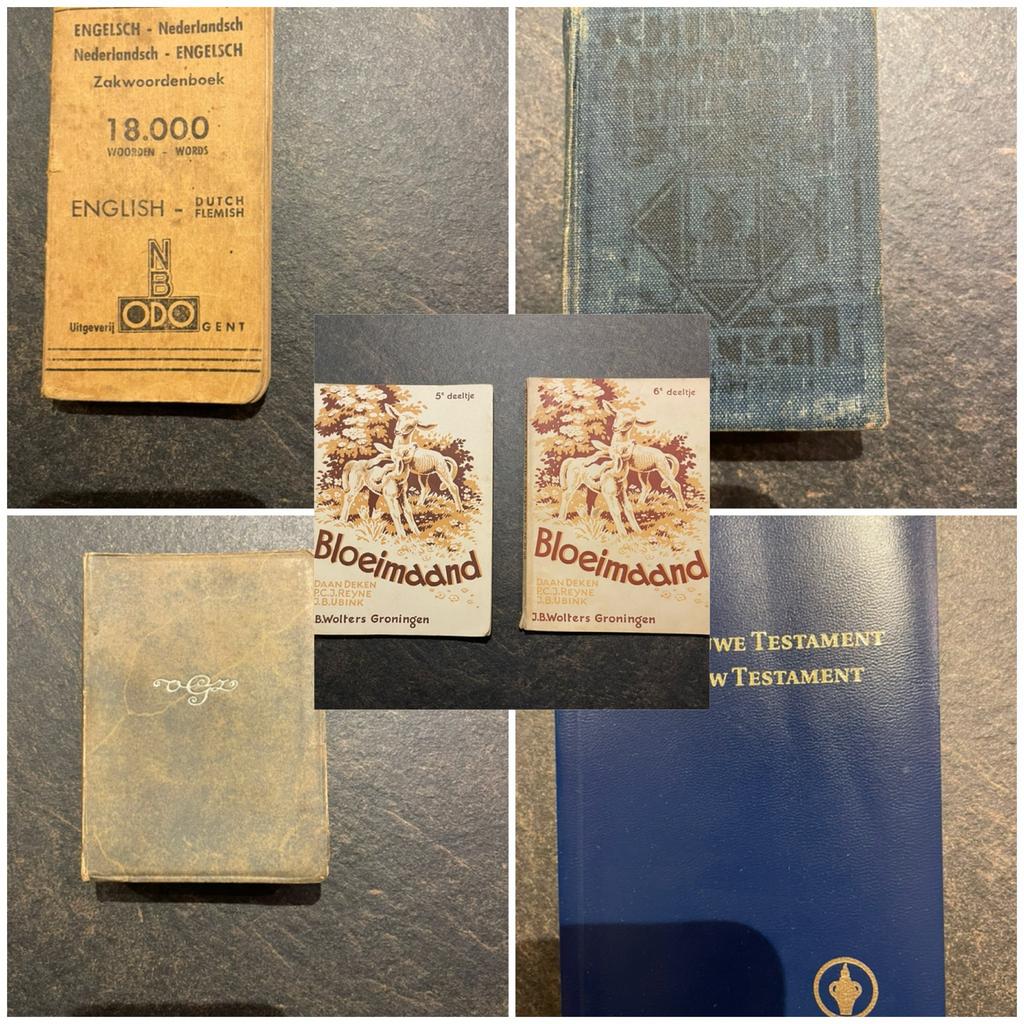 ENGELSCH - Nederlandsch
Nederlandsch - ENGELSCH
Zakwoordenboek
18.000
WOORDEN - WORDS
ENGLISH - DUTCH FLEMISH
N
B
ODO
Uitgeverij GENT
5e deeltje
Bloeimaand
DAAN DEKEN
P.C.J. REYNE
J.B. UBINK
J.B. Wolters Groningen
6e deeltje
Bloeimaand
DAAN DEKEN
P.C.J. REYNE
J.B. UBINK
J.B. Wolters Groningen
UWE TESTAMENT
W TESTAMENT